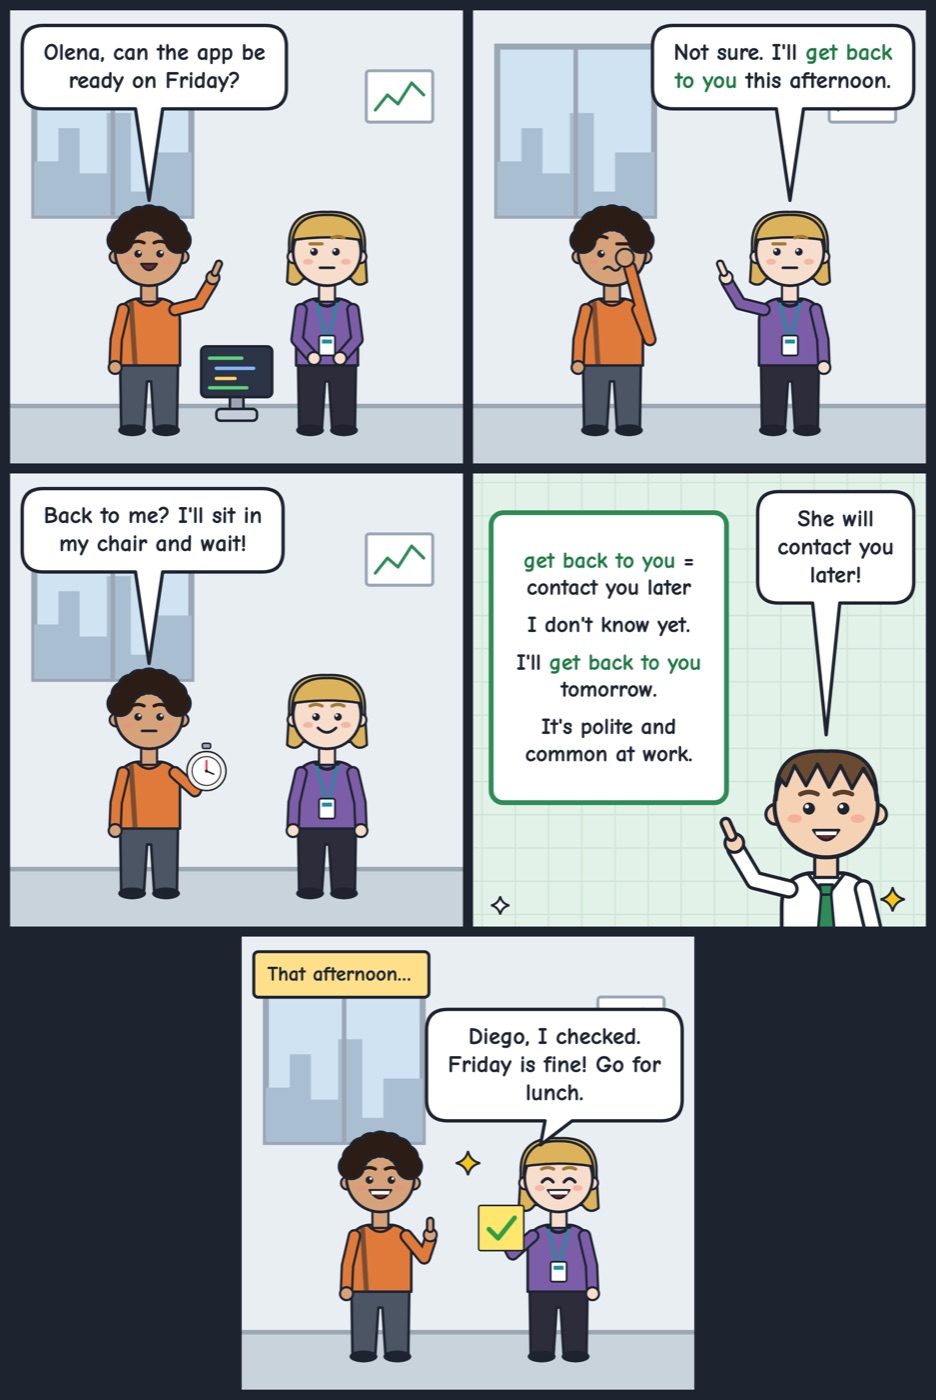 Olena, can the app be
ready on Friday?
Not sure. I'll get back
to you this afternoon.
Back to me? I'll sit in
my chair and wait!
get back to you =
contact you later
I don't know yet.
I'll get back to you
tomorrow.
It's polite and
common at work.
She will
contact you
later!
That afternoon...
Diego, I checked.
Friday is fine! Go for
lunch.